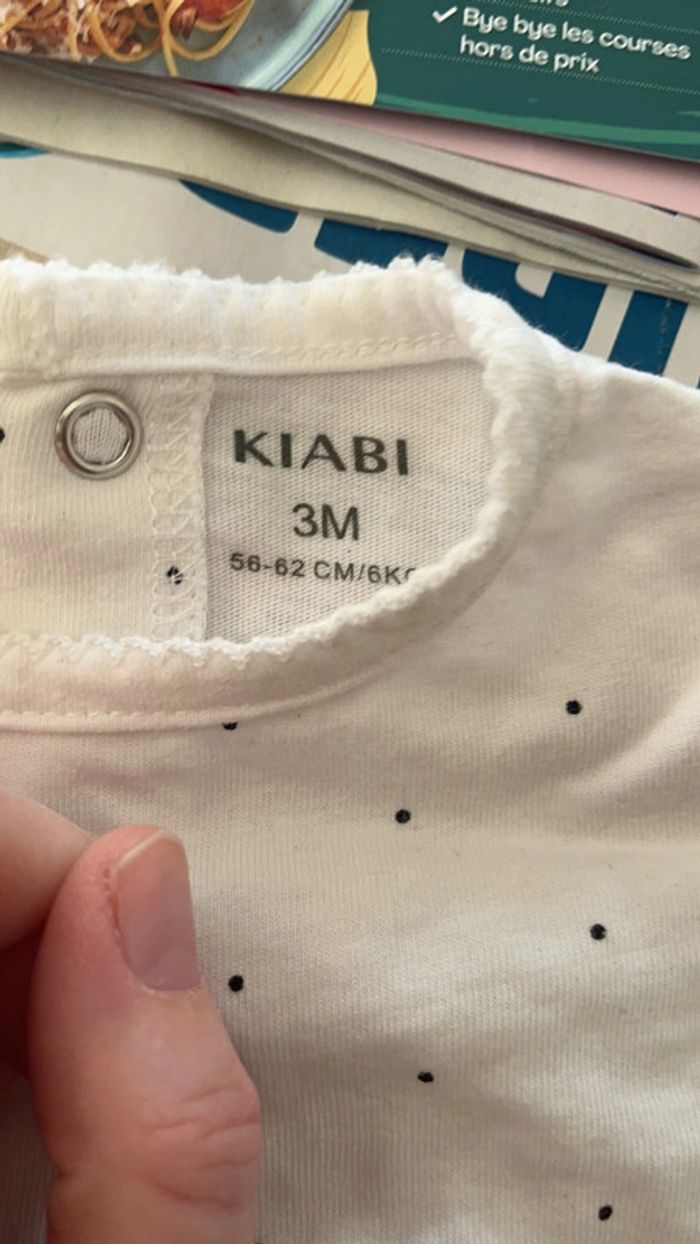 Bye bye les courses
hors de prix
KIABI
3M
56-62 CM/6K